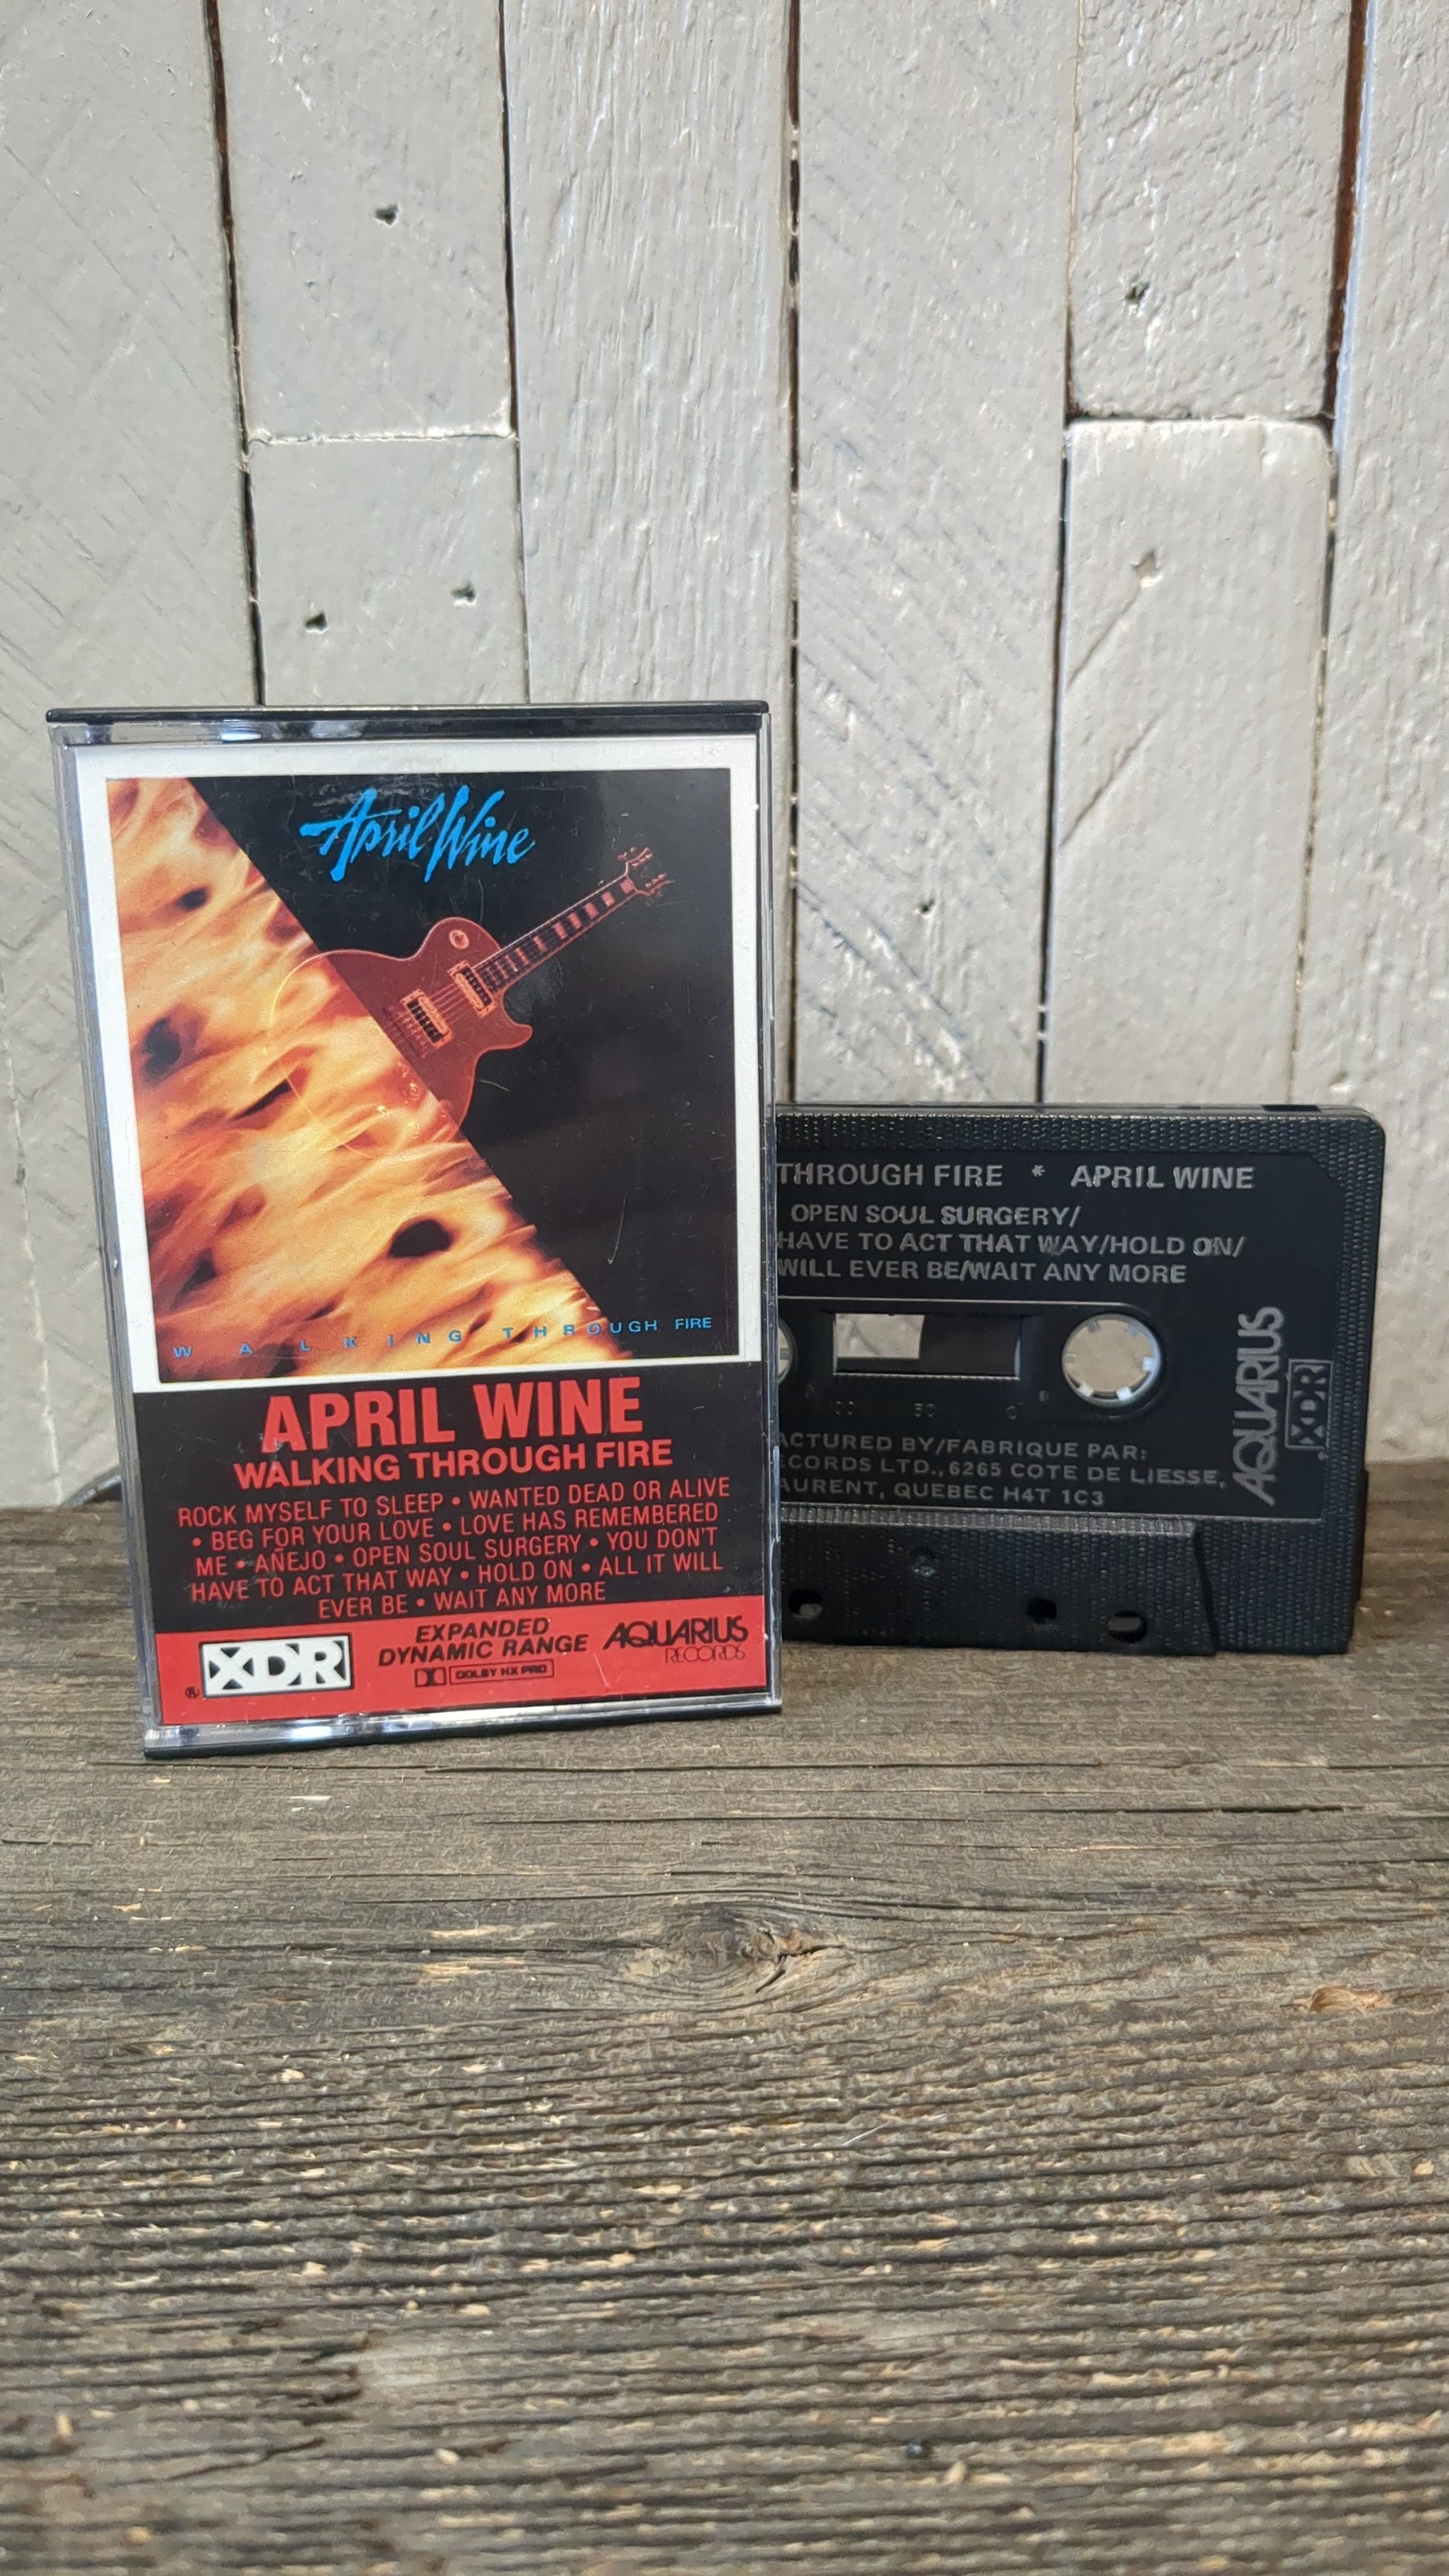 April Wine
WALKING THROUGH FIRE
APRIL WINE
WALKING THROUGH FIRE
ROCK MYSELF TO SLEEP • WANTED DEAD OR ALIVE
• BEG FOR YOUR LOVE • LOVE HAS REMEMBERED
ME • AÑEJO • OPEN SOUL SURGERY • YOU DON'T
HAVE TO ACT THAT WAY • HOLD ON • ALL IT WILL
EVER BE • WAIT ANY MORE
XDR
®
EXPANDED
DYNAMIC RANGE
DOLBY HX PRO
AQUARIUS
RECORDS
THROUGH FIRE * APRIL WINE
OPEN SOUL SURGERY/
HAVE TO ACT THAT WAY/HOLD ON/
WILL EVER BE/WAIT ANY MORE
100 50 0
AQUARIUS
XDR
ACTURED BY/FABRIQUE PAR:
ECORDS LTD., 6265 COTE DE LIESSE,
AURENT, QUEBEC H4T 1C3